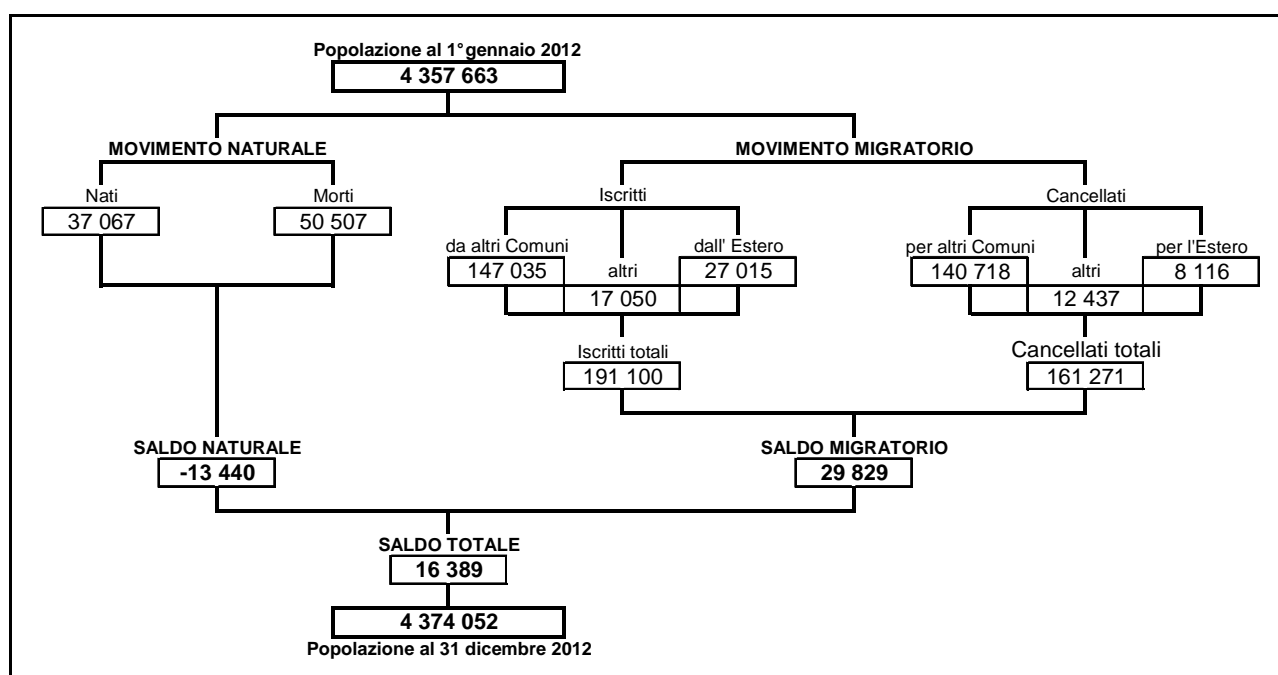 Popolazione al 1° gennaio 2012
4 357 663
MOVIMENTO NATURALE
MOVIMENTO MIGRATORIO
Nati
Morti
Iscritti
Cancellati
37 067
50 507
da altri Comuni
altri
dall' Estero
per altri Comuni
altri
per l'Estero
147 035
27 015
140 718
8 116
17 050
12 437
Iscritti totali
Cancellati totali
191 100
161 271
SALDO NATURALE
SALDO MIGRATORIO
-13 440
29 829
SALDO TOTALE
16 389
4 374 052
Popolazione al 31 dicembre 2012